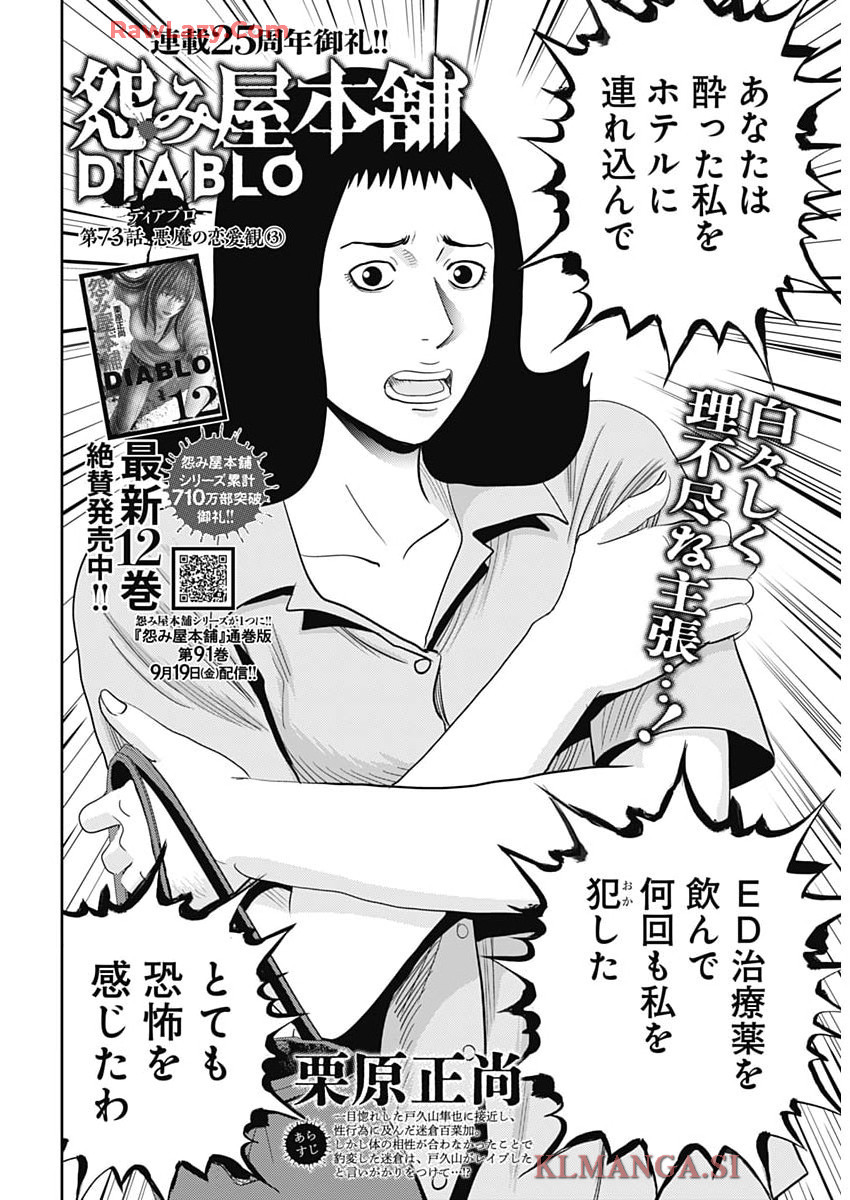 RawLazy.Com
連載25周年御礼!!
怨み屋本舗
DIABLO
ディアブロ
第73話 悪魔の恋愛観③
あなたは
酔った私を
ホテルに
連れ込んで
白々しく
理不尽な主張…!
怨み屋本舗
栗原正尚
DIABLO
12
最新12巻
絶賛発売中!!
怨み屋本舗
シリーズ累計
710万部突破
御礼!!
怨み屋本舗シリーズが1つに!!
『怨み屋本舗』通巻版
第91巻
9月19日(金)配信!!
ED治療薬を
飲んで
何回も私を
犯した
おか
とても
恐怖を
感じたわ
栗原正尚
あら
すじ
一目惚れした戸久山隼也に接近し、
性行為に及んだ迷倉百菜加。
しかし体の相性が合わなかったことで
豹変した迷倉は、戸久山がレイプした
と言いがかりをつけて…!?
KLMANGA.SI